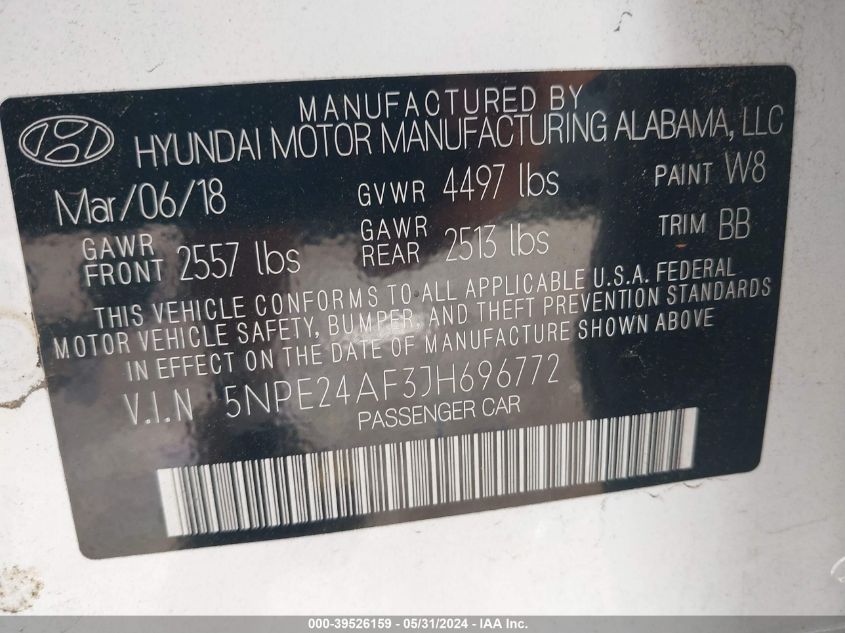 MANUFACTURED BY
HYUNDAI MOTOR MANUFACTURING ALABAMA, LLC
Mar/06/18 GVWR 4497 lbs PAINT W8
GAWR FRONT 2557 lbs GAWR REAR 2513 lbs TRIM BB
THIS VEHICLE CONFORMS TO ALL APPLICABLE U.S.A. FEDERAL
MOTOR VEHICLE SAFETY, BUMPER, AND THEFT PREVENTION STANDARDS
IN EFFECT ON THE DATE OF MANUFACTURE SHOWN ABOVE
V.I.N 5NPE24AF3JH696772
PASSENGER CAR
000-39526159 - 05/31/2024 - IAA Inc.